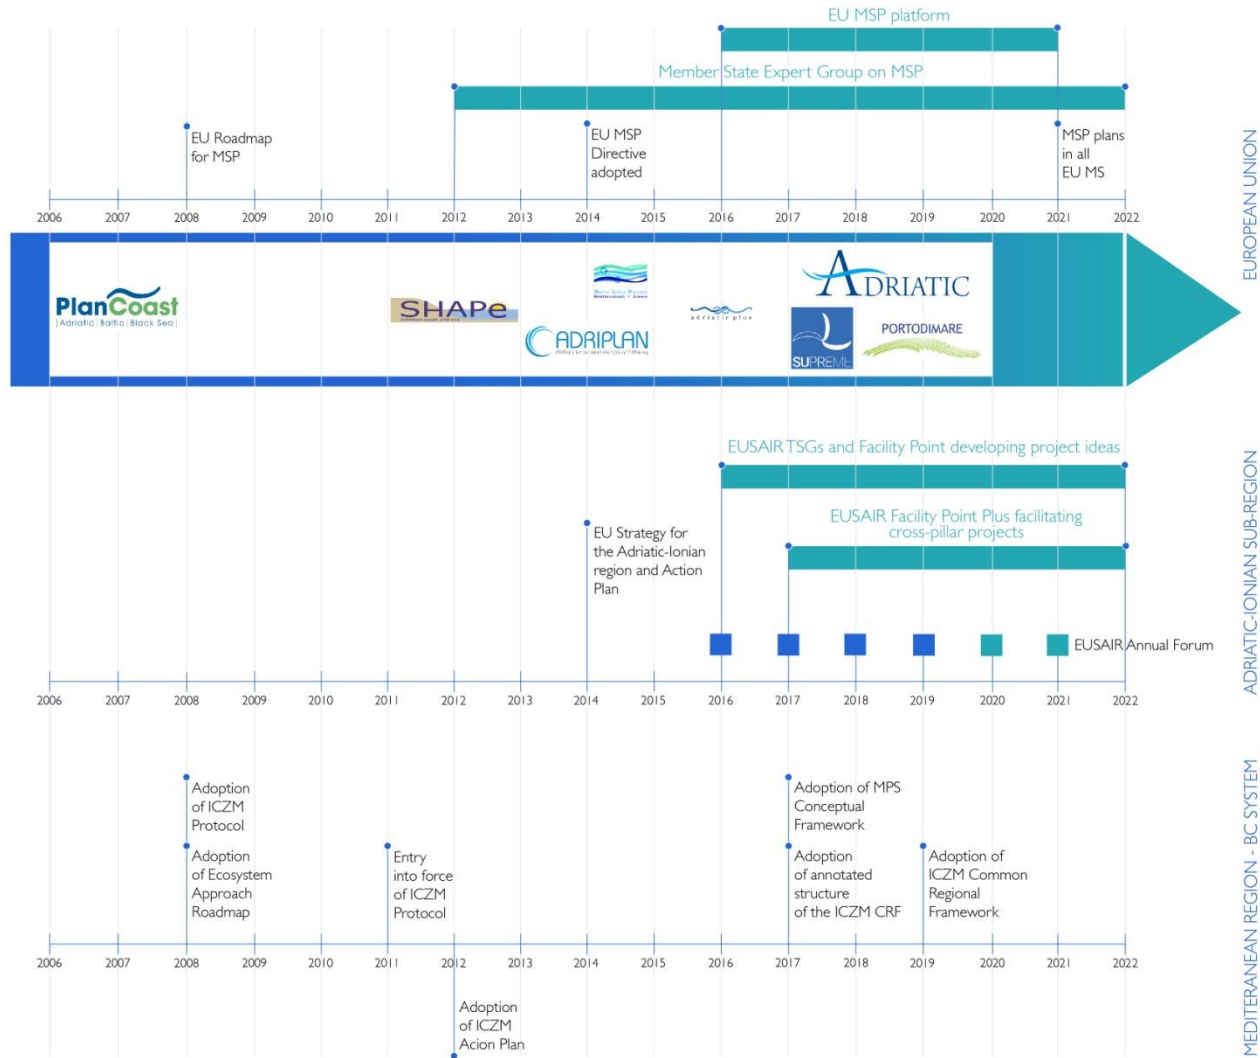 EU MSP platform
Member State Expert Group on MSP
EU Roadmap
for MSP
EU MSP
Directive
adopted
MSP plans
in all
EU MS
2006 2007 2008 2009 2010 2011 2012 2013 2014 2015 2016 2017 2018 2019 2020 2021 2022
EUROPEAN UNION
PlanCoast
|Adriatic|Baltic|Black Sea|
SHAPe
ADRIPLAN
adriatic plus
ADRIATIC
SUPREME
PORTODIMARE
EUSAIR TSGs and Facility Point developing project ideas
EUSAIR Facility Point Plus facilitating
cross-pillar projects
EU Strategy for
the Adriatic-Ionian
region and Action
Plan
EUSAIR Annual Forum
2006 2007 2008 2009 2010 2011 2012 2013 2014 2015 2016 2017 2018 2019 2020 2021 2022
ADRIATIC-IONIAN SUB-REGION
Adoption
of ICZM
Protocol
Adoption
of Ecosystem
Approach
Roadmap
Entry
into force
of ICZM
Protocol
Adoption of MPS
Conceptual
Framework
Adoption
of annotated
structure
of the ICZM CRF
Adoption of
ICZM Common
Regional
Framework
2006 2007 2008 2009 2010 2011 2012 2013 2014 2015 2016 2017 2018 2019 2020 2021 2022
Adoption
of ICZM
Acion Plan
MEDITERANEAN REGION - BC SYSTEM